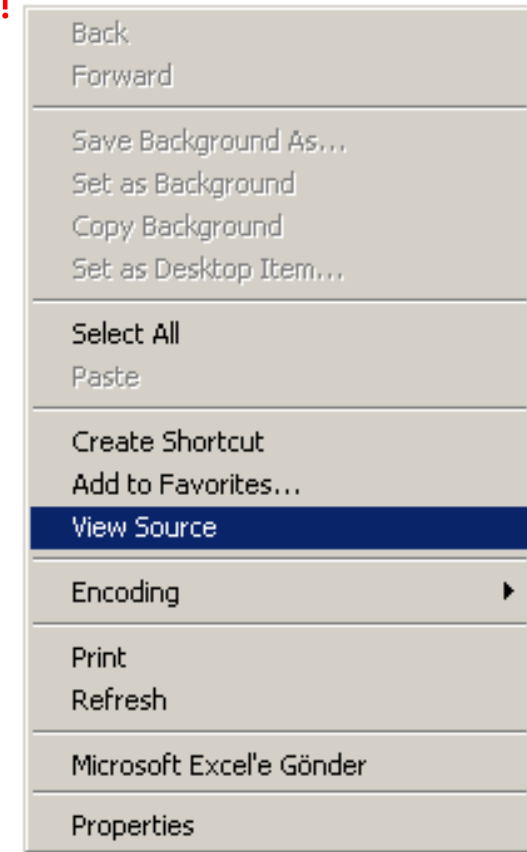 !
Back
Forward
Save Background As...
Set as Background
Copy Background
Set as Desktop Item...
Select All
Paste
Create Shortcut
Add to Favorites...
View Source
Encoding
Print
Refresh
Microsoft Excel'e Gönder
Properties